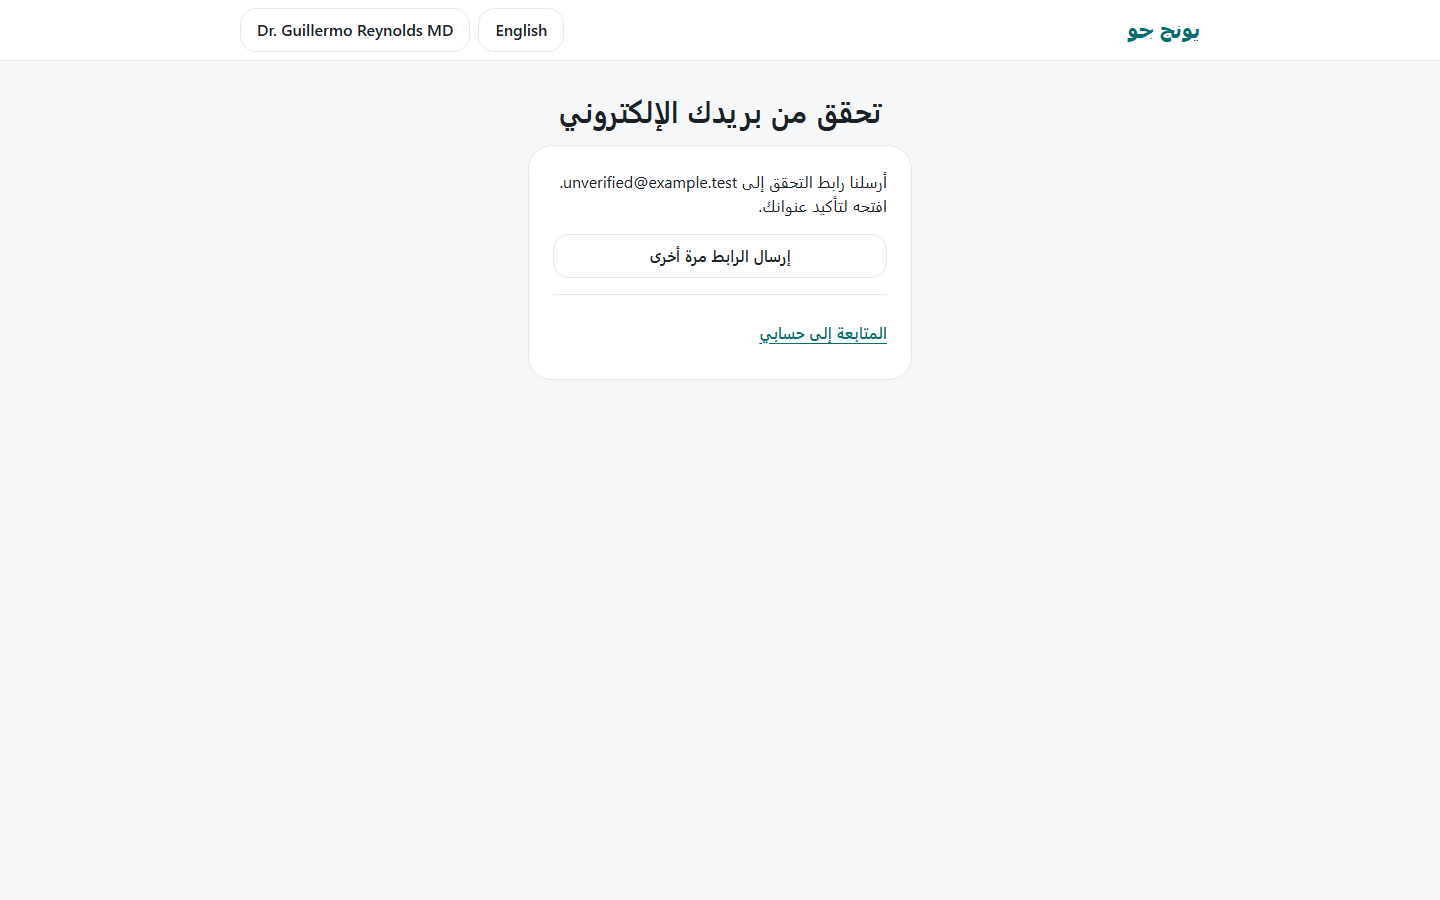 يونج جو
English
Dr. Guillermo Reynolds MD
تحقق من بريدك الإلكتروني
أرسلنا رابط التحقق إلى unverified@example.test.
افتحه لتأكيد عنوانك.
إرسال الرابط مرة أخرى
المتابعة إلى حسابي